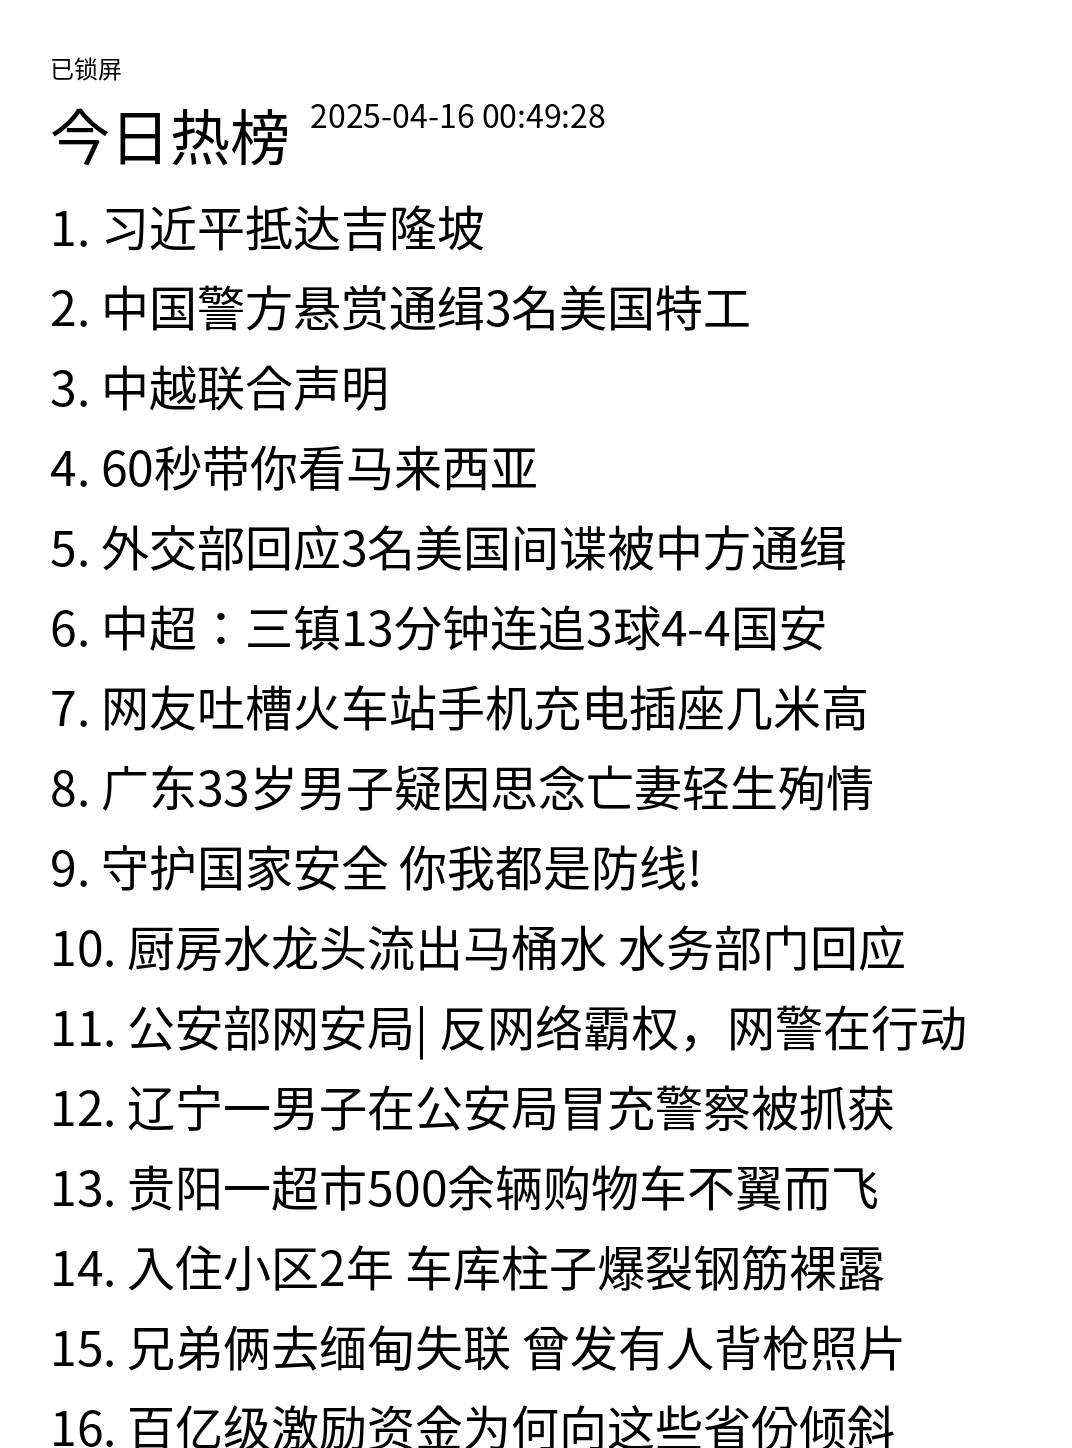 已锁屏
今日热榜 2025-04-16 00:49:28
1. 习近平抵达吉隆坡
2. 中国警方悬赏通缉3名美国特工
3. 中越联合声明
4. 60秒带你看马来西亚
5. 外交部回应3名美国间谍被中方通缉
6. 中超：三镇13分钟连追3球4-4国安
7. 网友吐槽火车站手机充电插座几米高
8. 广东33岁男子疑因思念亡妻轻生殉情
9. 守护国家安全 你我都是防线!
10. 厨房水龙头流出马桶水 水务部门回应
11. 公安部网安局| 反网络霸权，网警在行动
12. 辽宁一男子在公安局冒充警察被抓获
13. 贵阳一超市500余辆购物车不翼而飞
14. 入住小区2年 车库柱子爆裂钢筋裸露
15. 兄弟俩去缅甸失联 曾发有人背枪照片
16. 百亿级激励资金为何向这些省份倾斜